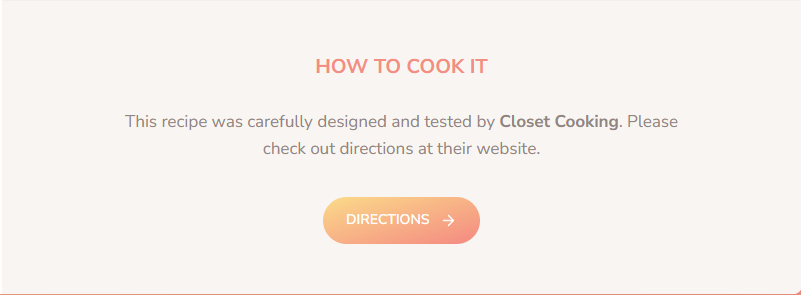 HOW TO COOK IT
This recipe was carefully designed and tested by Closet Cooking. Please
check out directions at their website.
DIRECTIONS →